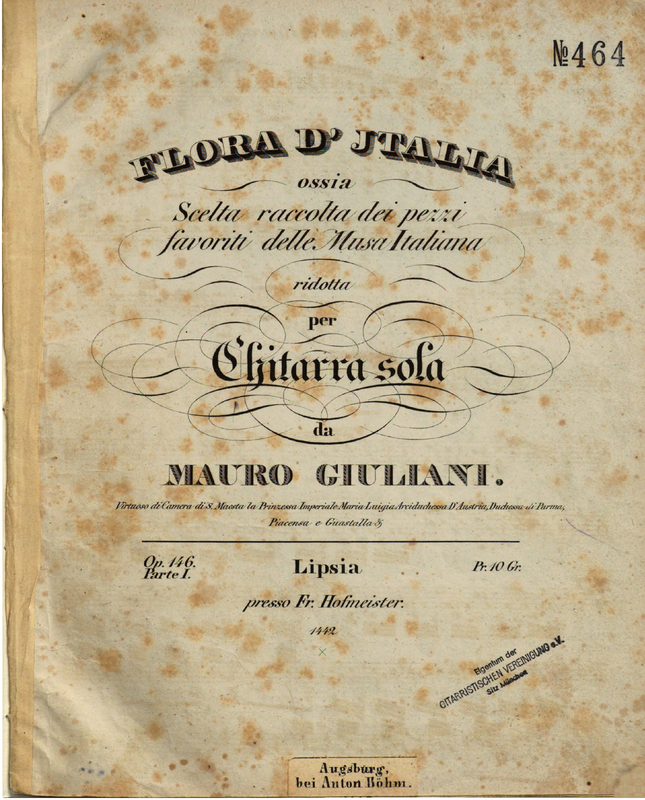 №464
FLORA D' JTALIA
ossia
Scelta raccolta dei pezzi
favoriti delle Musa Italiana
ridotta
per
Chitarra sola
da
MAURO GIULIANI.
Virtuoso di Camera di S. Maesta la Prinzessa Imperiale Maria Luigia Arciduchessa D'Austria, Duchessa di Parma,
Piacensa e Guastalla &
Op. 146.
Parte I.
Lipsia
Pr. 10 Gr.
presso Fr. Hofmeister.
1442
Eigentum der
GITARRISTISCHEN VEREINIGUNG e.V.
Sitz München
Augsburg,
bei Anton Böhm.